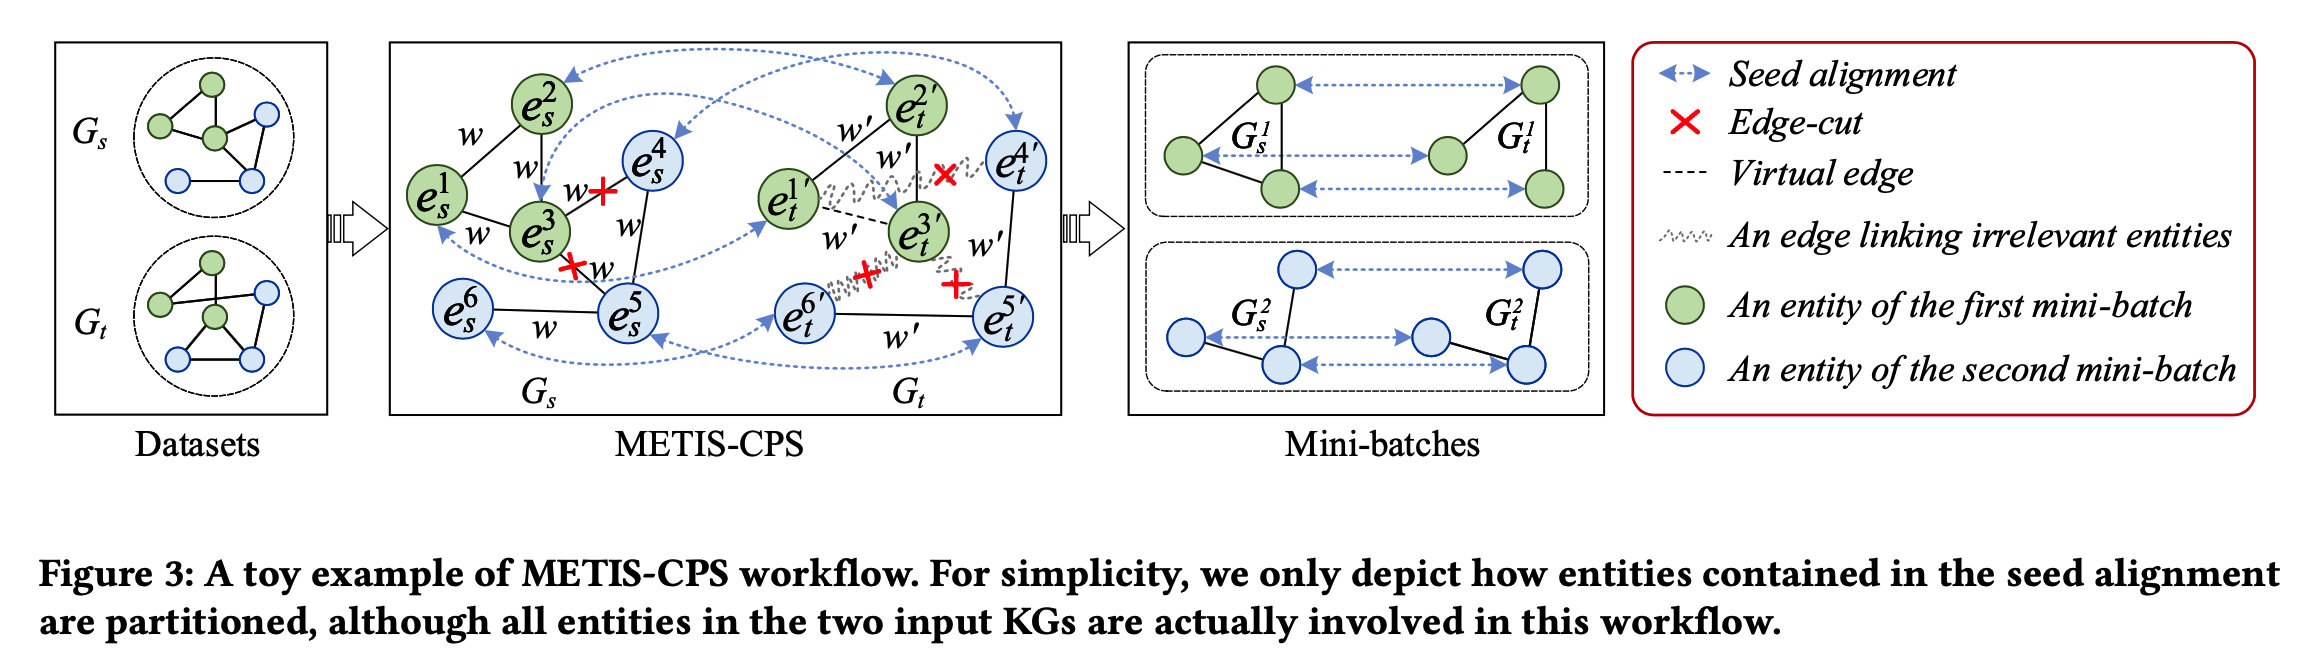 G_s
G_t
Datasets
e_s^2
w
w
e_s^4
w
e_s^1
w
e_s^3
w
w
e_s^6
w
e_s^5
G_s
e_t^2'
w'
w'
e_t^4'
e_t^1'
w'
e_t^3'
w'
e_t^6'
w'
e_t^5'
G_t
METIS-CPS
G_s^1
G_t^1
G_s^2
G_t^2
Mini-batches
Seed alignment
Edge-cut
Virtual edge
An edge linking irrelevant entities
An entity of the first mini-batch
An entity of the second mini-batch
Figure 3: A toy example of METIS-CPS workflow. For simplicity, we only depict how entities contained in the seed alignment
are partitioned, although all entities in the two input KGs are actually involved in this workflow.